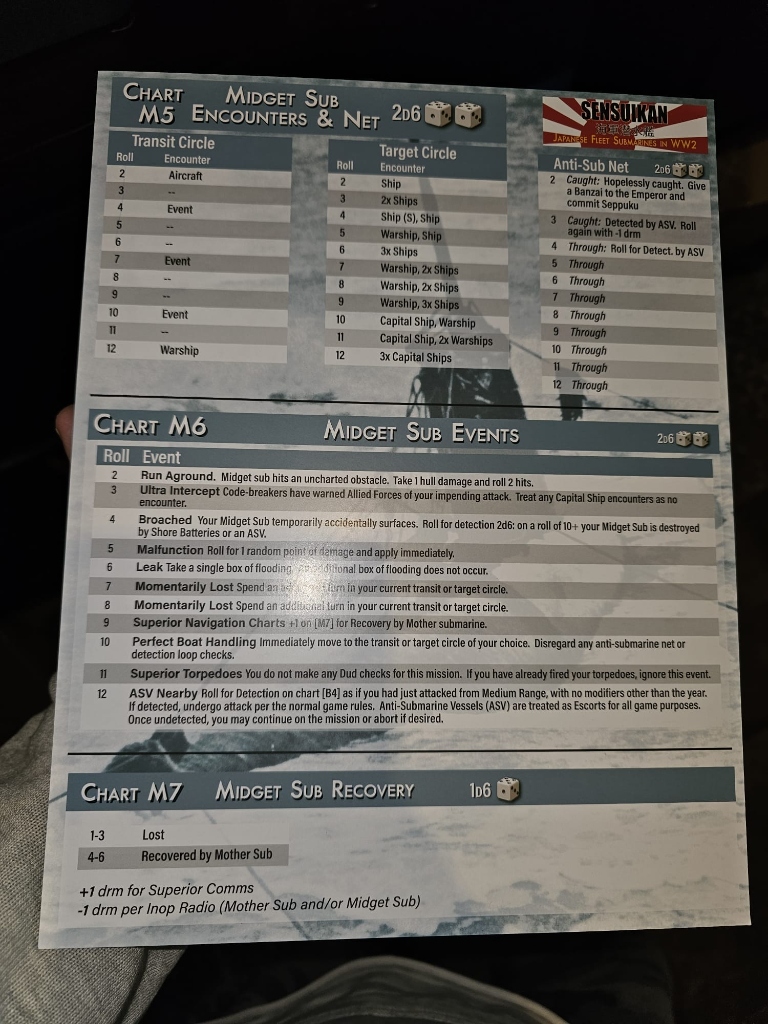 CHART M5 MIDGET SUB ENCOUNTERS & NET 2D6
SENSUIKAN
JAPANESE FLEET SUBMARINES IN WW2
Transit Circle
Roll Encounter
2 Aircraft
3 --
4 Event
5 --
6 --
7 Event
8 --
9 --
10 Event
11 --
12 Warship
Target Circle
Roll Encounter
2 Ship
3 2x Ships
4 Ship (S), Ship
5 Warship, Ship
6 3x Ships
7 Warship, 2x Ships
8 Warship, 2x Ships
9 Warship, 3x Ships
10 Capital Ship, Warship
11 Capital Ship, 2x Warships
12 3x Capital Ships
Anti-Sub Net 2D6
2 Caught: Hopelessly caught. Give
a Banzai to the Emperor and
commit Seppuku
3 Caught: Detected by ASV. Roll
again with -1 drm
4 Through: Roll for Detect. by ASV
5 Through
6 Through
7 Through
8 Through
9 Through
10 Through
11 Through
12 Through
CHART M6 MIDGET SUB EVENTS 2D6
Roll Event
2 Run Aground. Midget sub hits an uncharted obstacle. Take 1 hull damage and roll 2 hits.
3 Ultra Intercept Code-breakers have warned Allied Forces of your impending attack. Treat any Capital Ship encounters as no
encounter.
4 Broached Your Midget Sub temporarily accidentally surfaces. Roll for detection 2d6: on a roll of 10+ your Midget Sub is destroyed
by Shore Batteries or an ASV.
5 Malfunction Roll for 1 random point of damage and apply immediately.
6 Leak Take a single box of flooding. An additional box of flooding does not occur.
7 Momentarily Lost Spend an additional turn in your current transit or target circle.
8 Momentarily Lost Spend an additional turn in your current transit or target circle.
9 Superior Navigation Charts +1 on [M7] for Recovery by Mother submarine.
10 Perfect Boat Handling Immediately move to the transit or target circle of your choice. Disregard any anti-submarine net or
detection loop checks.
11 Superior Torpedoes You do not make any Dud checks for this mission. If you have already fired your torpedoes, ignore this event.
12 ASV Nearby Roll for Detection on chart [B4] as if you had just attacked from Medium Range, with no modifiers other than the year.
If detected, undergo attack per the normal game rules. Anti-Submarine Vessels (ASV) are treated as Escorts for all game purposes.
Once undetected, you may continue on the mission or abort if desired.
CHART M7 MIDGET SUB RECOVERY 1D6
1-3 Lost
4-6 Recovered by Mother Sub
+1 drm for Superior Comms
-1 drm per Inop Radio (Mother Sub and/or Midget Sub)